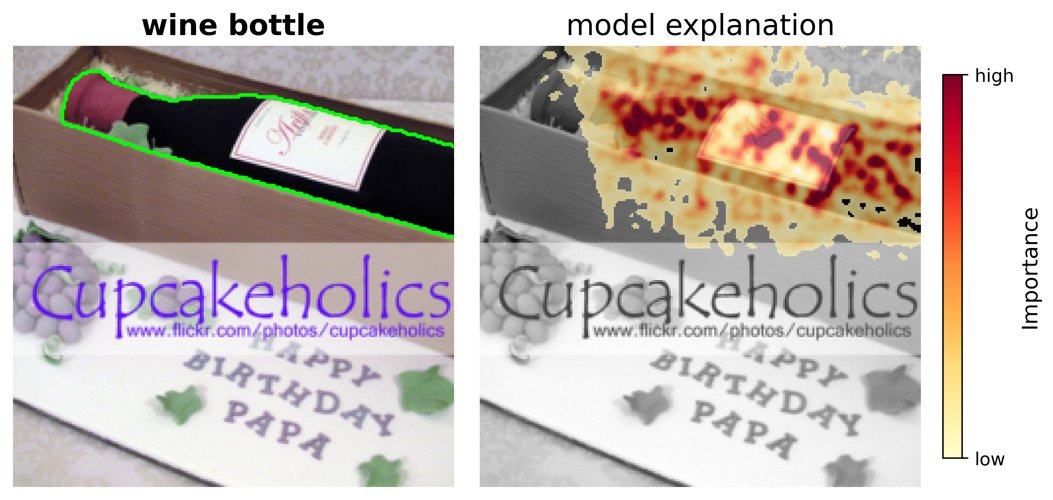 wine bottle
model explanation
Cupcakeholics
www.flickr.com/photos/cupcakeholics
HAPPY
BIRTHDAY
PAPA
Cupcakeholics
www.flickr.com/photos/cupcakeholics
HAPPY
BIRTHDAY
PAPA
high
Importance
low